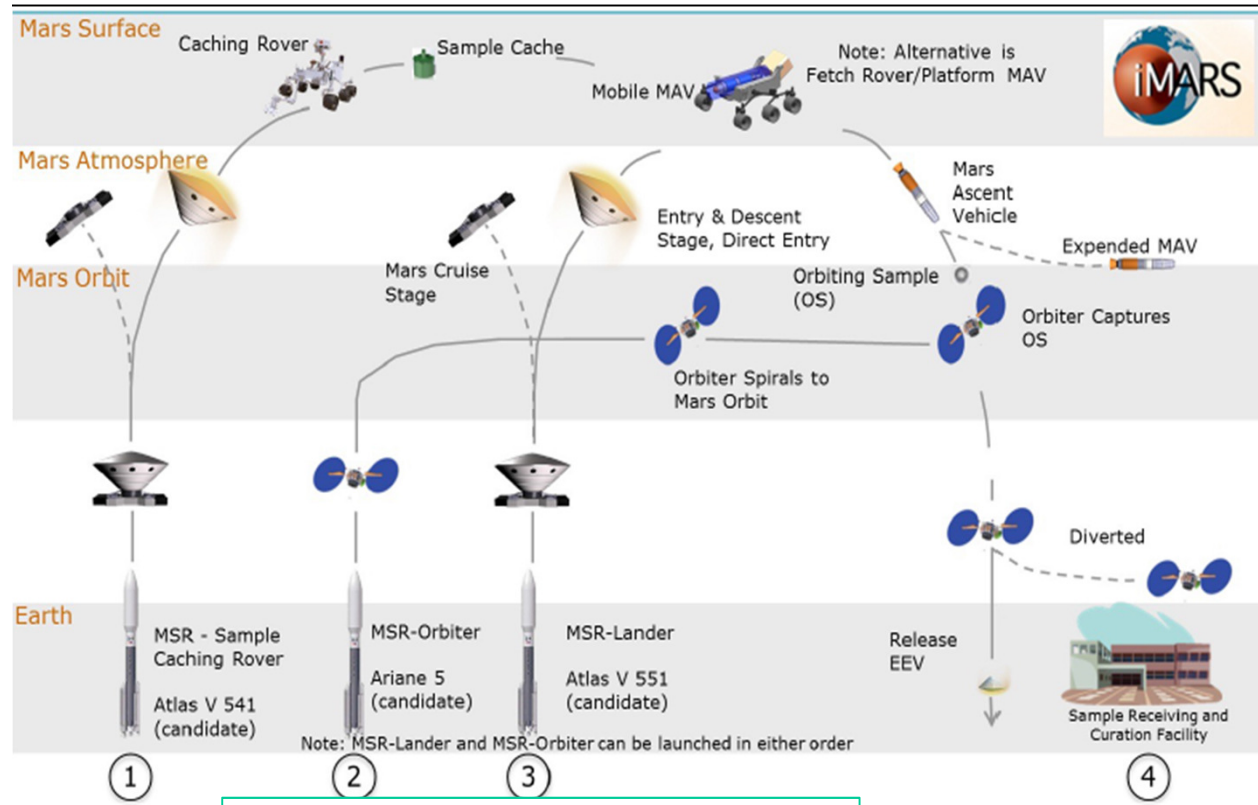 Mars Surface
Caching Rover
Sample Cache
Mobile MAV
Note: Alternative is
Fetch Rover/Platform MAV
iMARS
Mars Atmosphere
Mars
Ascent
Vehicle
Entry & Descent
Stage, Direct Entry
Expended MAV
Mars Orbit
Mars Cruise
Stage
Orbiting Sample
(OS)
Orbiter Captures
OS
Orbiter Spirals to
Mars Orbit
Diverted
Earth
MSR - Sample
Caching Rover
Atlas V 541
(candidate)
MSR-Orbiter
Ariane 5
(candidate)
MSR-Lander
Atlas V 551
(candidate)
Release
EEV
Sample Receiving and
Curation Facility
Note: MSR-Lander and MSR-Orbiter can be launched in either order
1
2
3
4